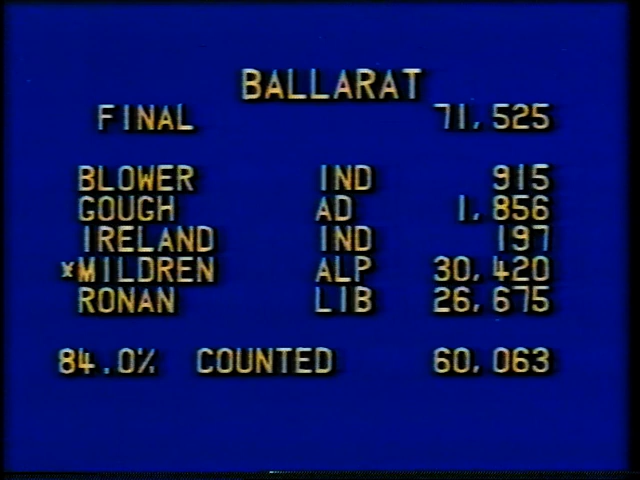 BALLARAT
FINAL 71,525
BLOWER IND 915
GOUGH AD 1,856
IRELAND IND 197
*MILDREN ALP 30,420
RONAN LIB 26,675
84.0% COUNTED 60,063